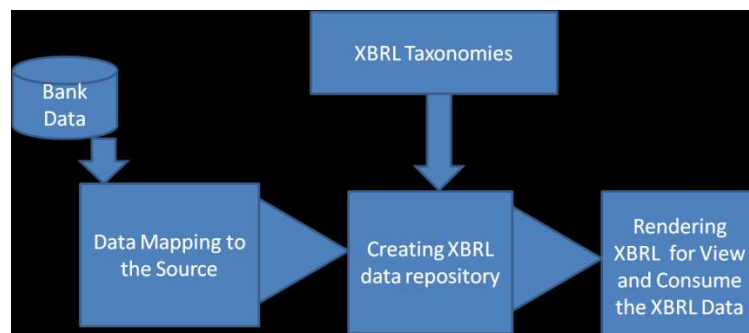 XBRL Taxonomies
Bank
Data
Data Mapping to
the Source
Creating XBRL
data repository
Rendering
XBRL for View
and Consume
the XBRL Data